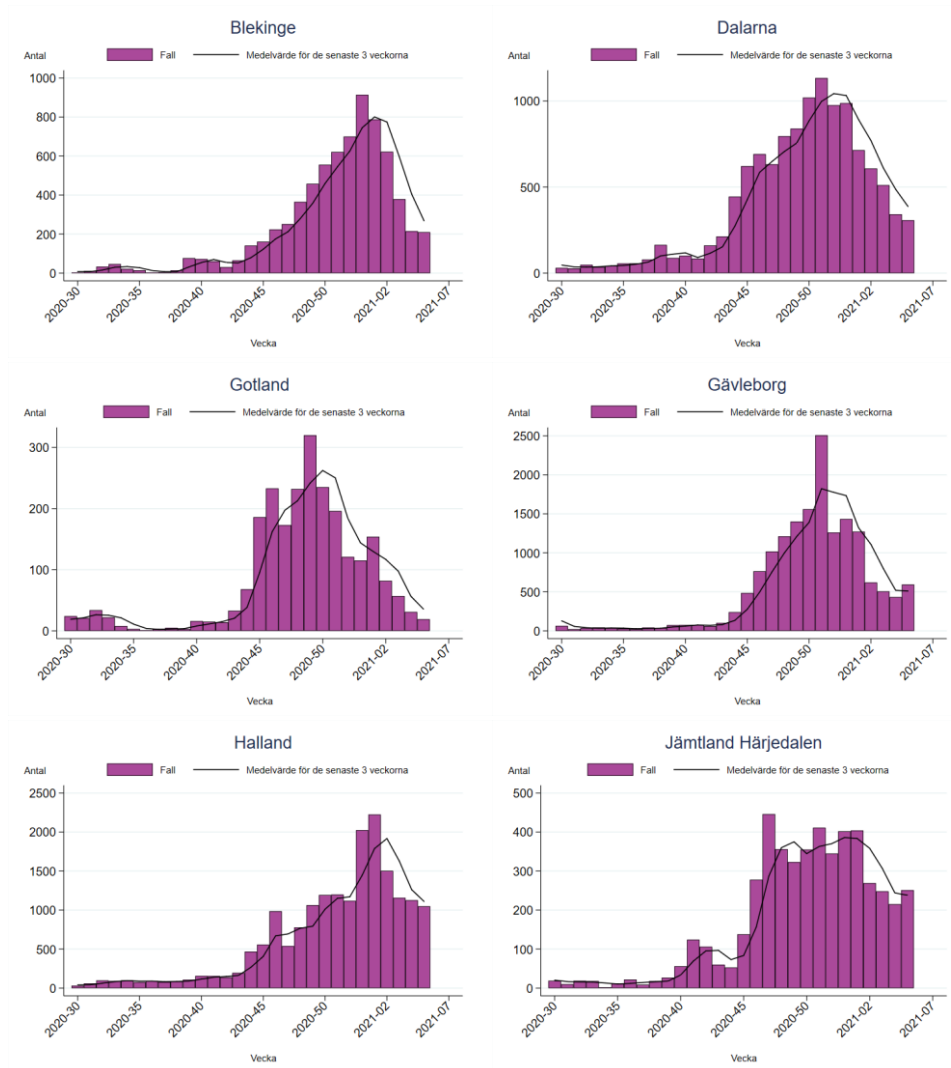 Blekinge
Antal Fall Medelvärde för de senaste 3 veckorna
1000
800
600
400
200
0
2020-30 2020-35 2020-40 2020-45 2020-50 2021-02 2021-07
Vecka
Dalarna
Antal Fall Medelvärde för de senaste 3 veckorna
1000
500
0
2020-30 2020-35 2020-40 2020-45 2020-50 2021-02 2021-07
Vecka
Gotland
Antal Fall Medelvärde för de senaste 3 veckorna
300
200
100
0
2020-30 2020-35 2020-40 2020-45 2020-50 2021-02 2021-07
Vecka
Gävleborg
Antal Fall Medelvärde för de senaste 3 veckorna
2500
2000
1500
1000
500
0
2020-30 2020-35 2020-40 2020-45 2020-50 2021-02 2021-07
Vecka
Halland
Antal Fall Medelvärde för de senaste 3 veckorna
2500
2000
1500
1000
500
0
2020-30 2020-35 2020-40 2020-45 2020-50 2021-02 2021-07
Vecka
Jämtland Härjedalen
Antal Fall Medelvärde för de senaste 3 veckorna
500
400
300
200
100
0
2020-30 2020-35 2020-40 2020-45 2020-50 2021-02 2021-07
Vecka